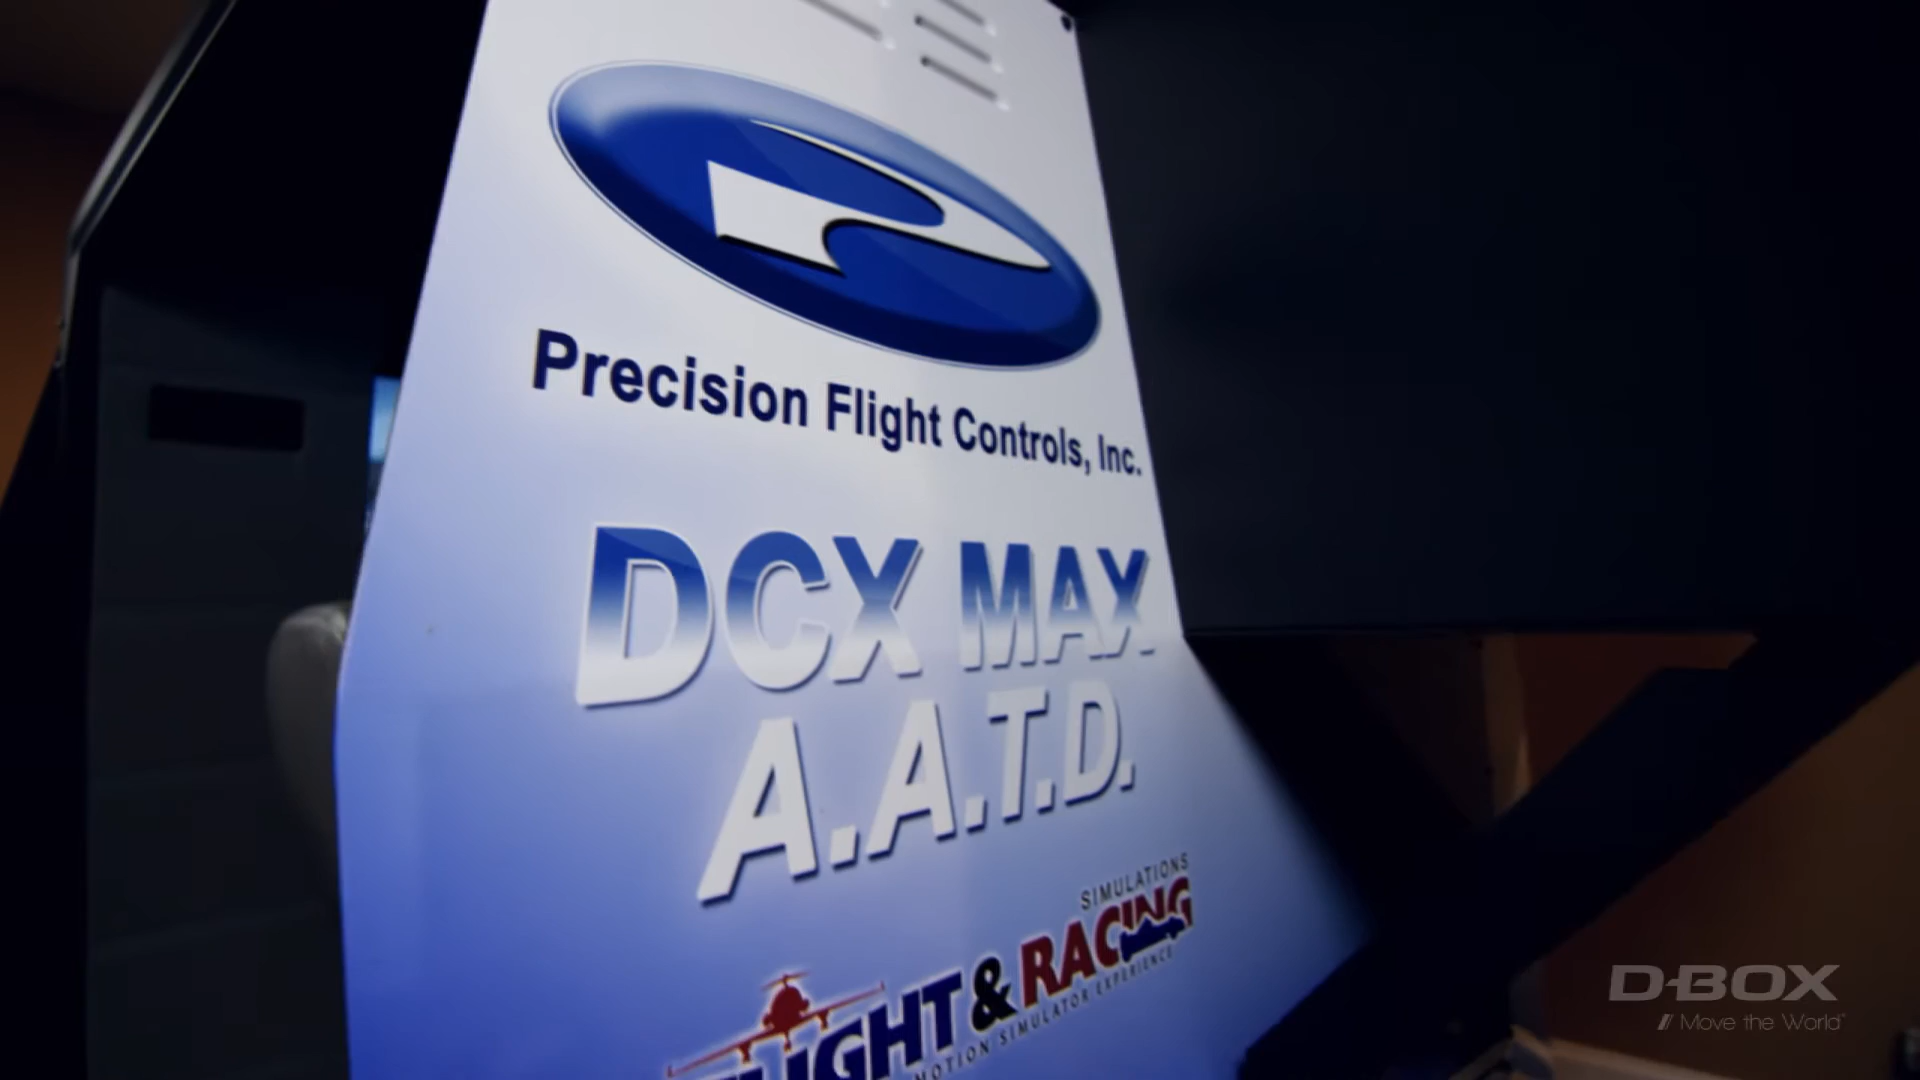 Precision Flight Controls, Inc.
DCX MAX
A.A.T.D.
SIMULATIONS
FLIGHT & RACING
MOTION SIMULATOR EXPERIENCE
D-BOX
// Move the World